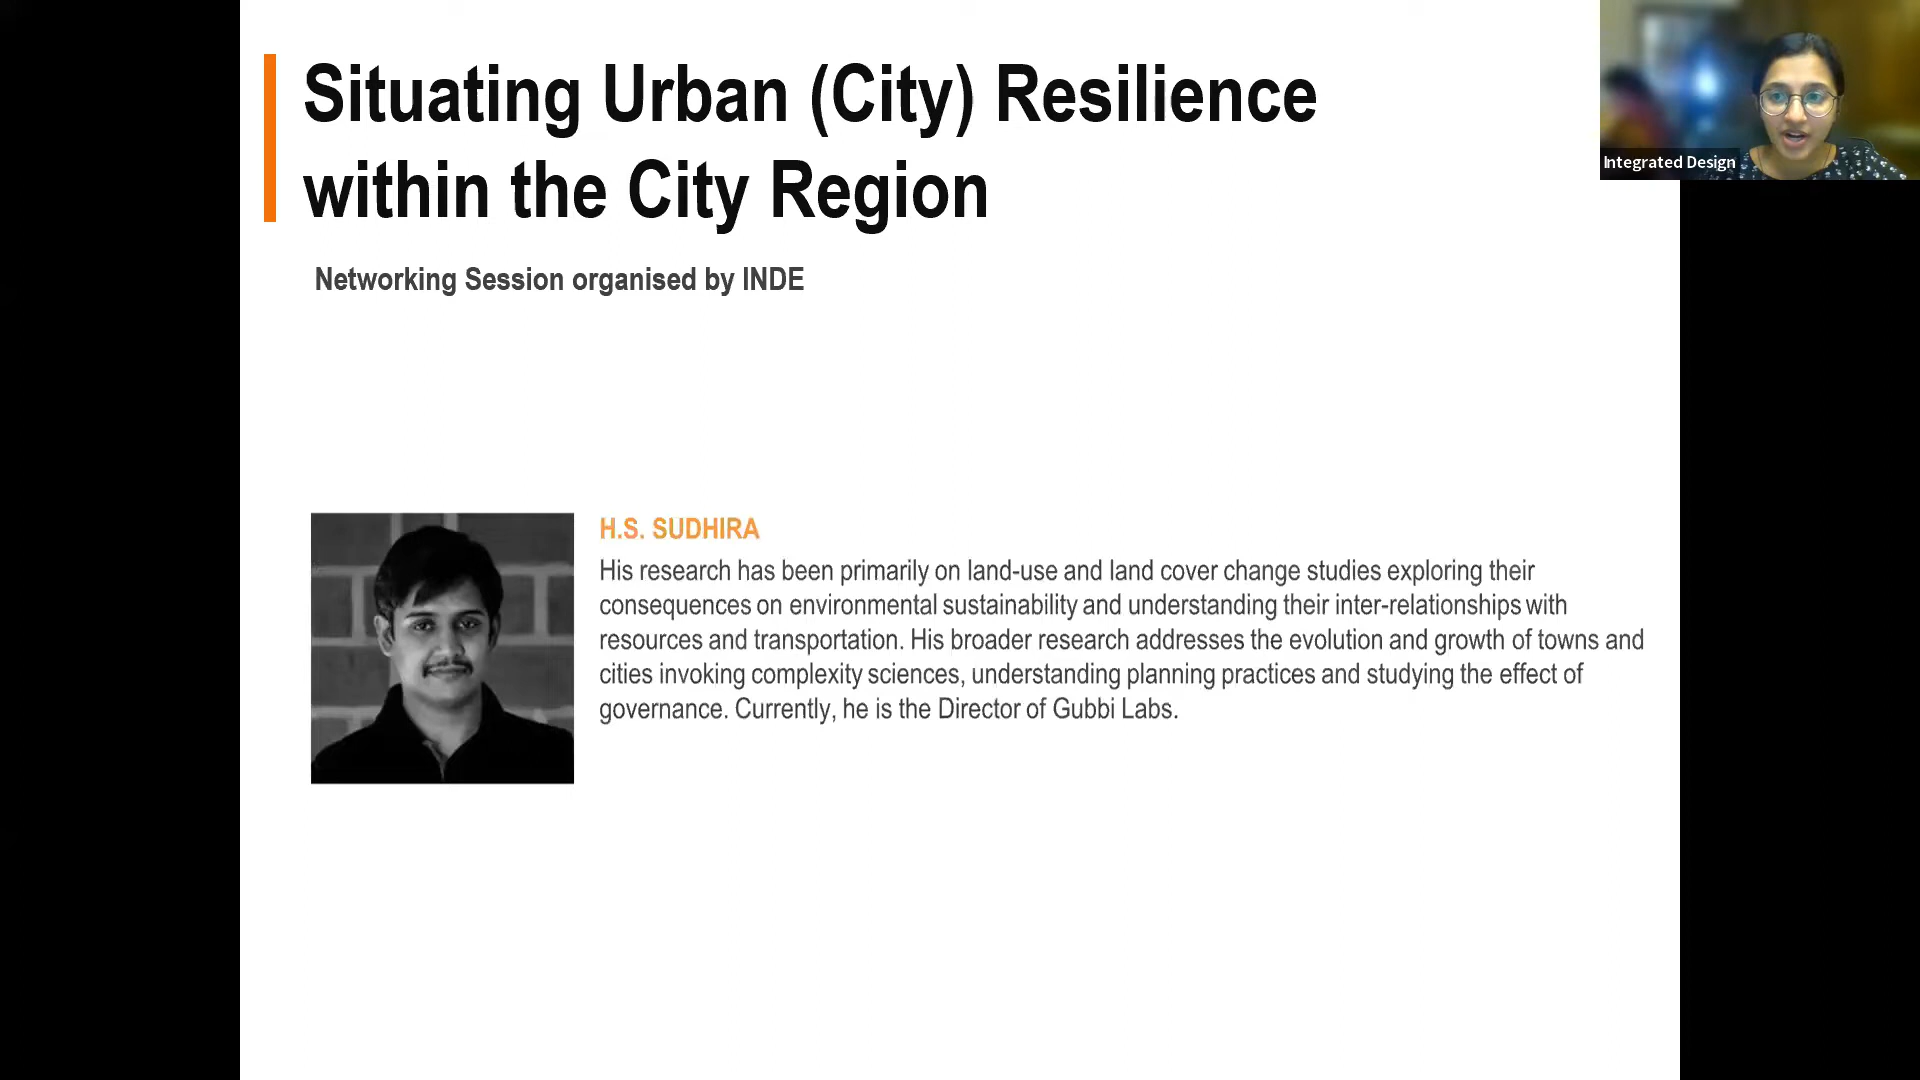 Situating Urban (City) Resilience
within the City Region
Networking Session organised by INDE
Integrated Design
H.S. SUDHIRA
His research has been primarily on land-use and land cover change studies exploring their
consequences on environmental sustainability and understanding their inter-relationships with
resources and transportation. His broader research addresses the evolution and growth of towns and
cities invoking complexity sciences, understanding planning practices and studying the effect of
governance. Currently, he is the Director of Gubbi Labs.